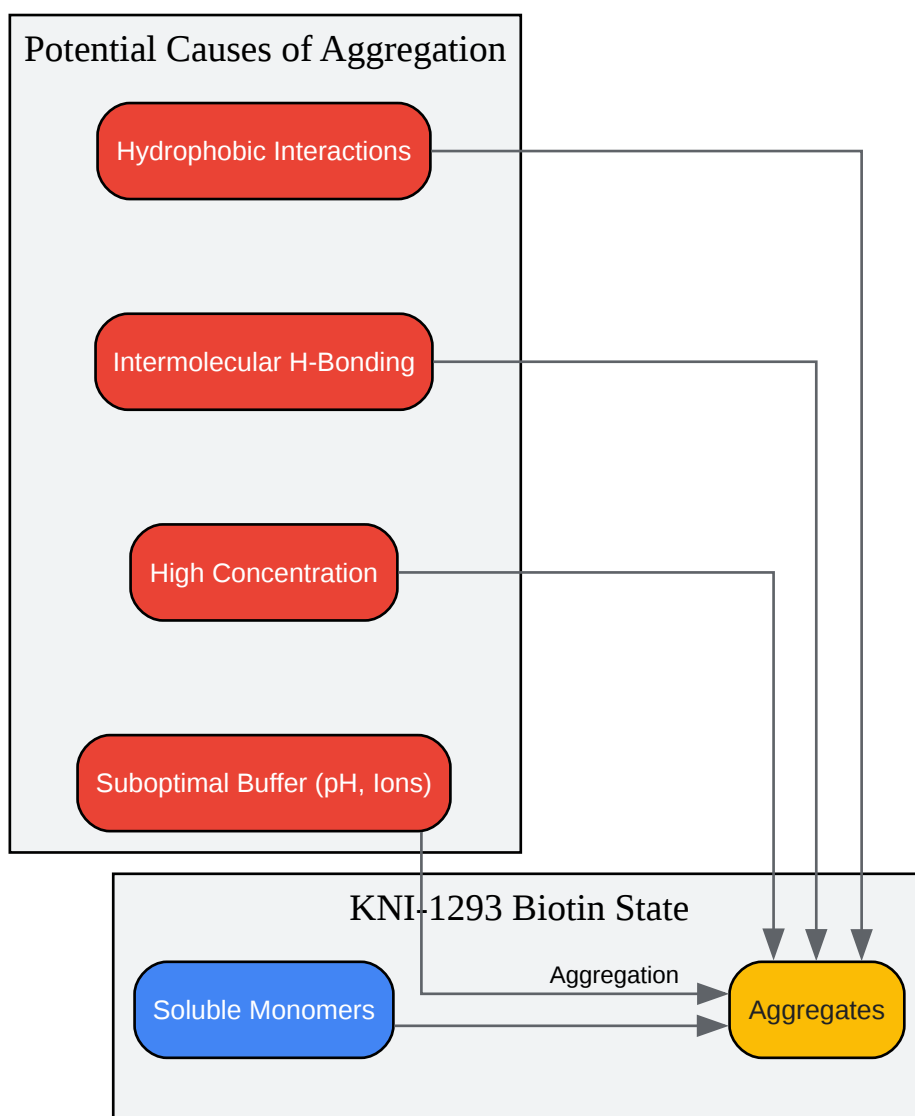 Potential Causes of Aggregation
Hydrophobic Interactions
Intermolecular H-Bonding
High Concentration
Suboptimal Buffer (pH, Ions)
KNI-1293 Biotin State
Aggregation
Soluble Monomers
Aggregates